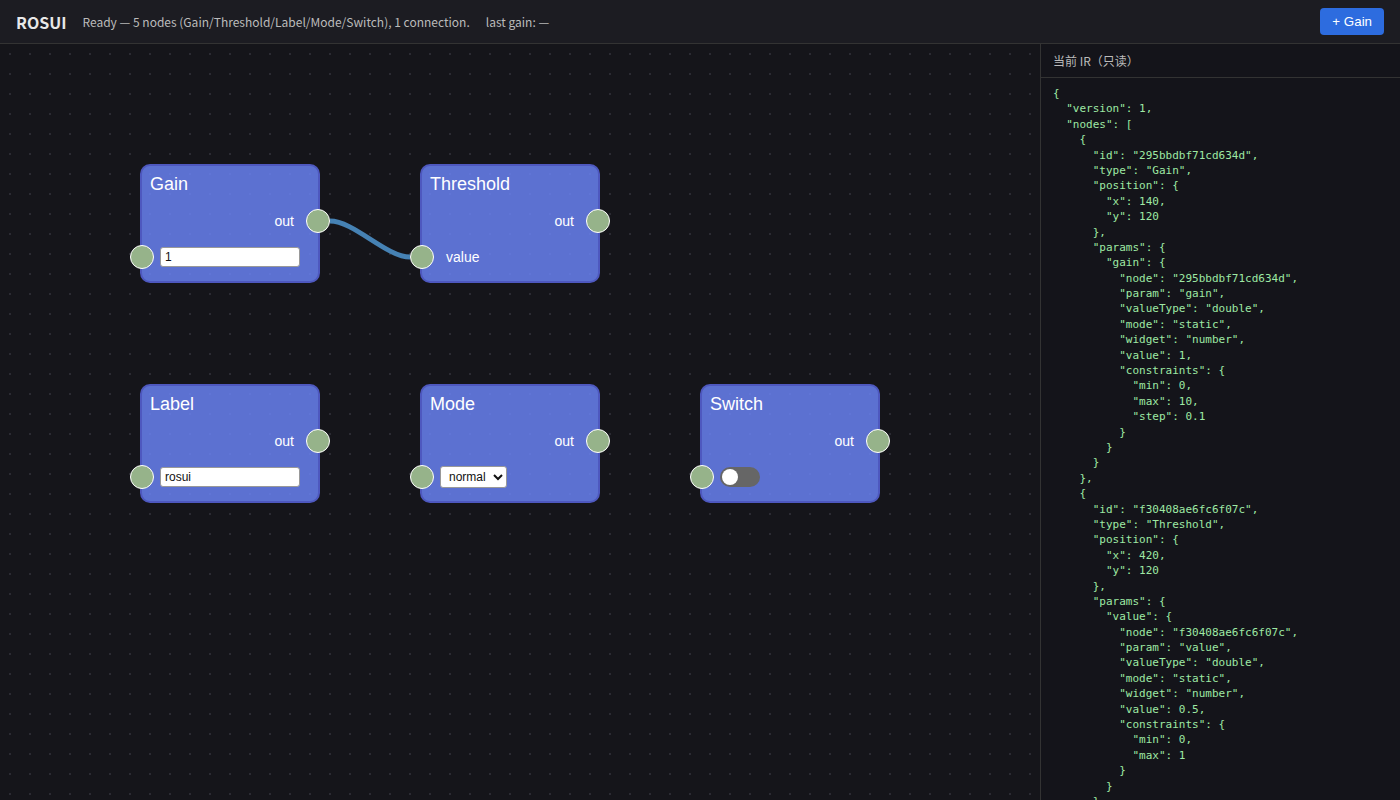 ROSUI
Ready — 5 nodes (Gain/Threshold/Label/Mode/Switch), 1 connection.
last gain: —
+ Gain
Gain
out
1
Threshold
out
value
Label
out
rosui
Mode
out
normal
Switch
out
当前 IR（只读）
{
  "version": 1,
  "nodes": [
    {
      "id": "295bbdbf71cd634d",
      "type": "Gain",
      "position": {
        "x": 140,
        "y": 120
      },
      "params": {
        "gain": {
          "node": "295bbdbf71cd634d",
          "param": "gain",
          "valueType": "double",
          "mode": "static",
          "widget": "number",
          "value": 1,
          "constraints": {
            "min": 0,
            "max": 10,
            "step": 0.1
          }
        }
      }
    },
    {
      "id": "f30408ae6fc6f07c",
      "type": "Threshold",
      "position": {
        "x": 420,
        "y": 120
      },
      "params": {
        "value": {
          "node": "f30408ae6fc6f07c",
          "param": "value",
          "valueType": "double",
          "mode": "static",
          "widget": "number",
          "value": 0.5,
          "constraints": {
            "min": 0,
            "max": 1
          }
        }